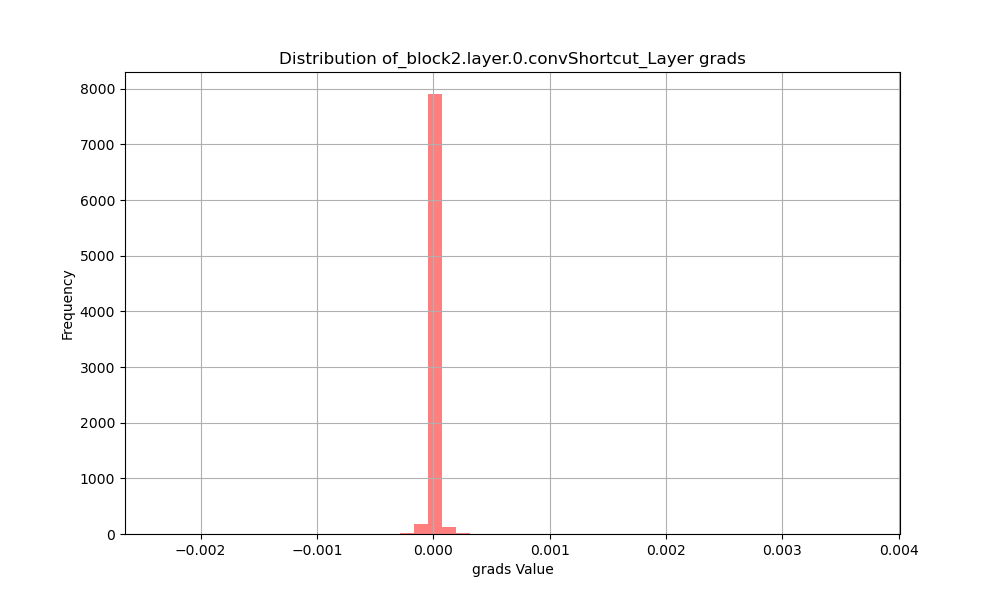 Distribution of_block2.layer.0.convShortcut_Layer grads
8000
7000
6000
5000
4000
3000
2000
1000
0
Frequency
−0.002 −0.001 0.000 0.001 0.002 0.003 0.004
grads Value